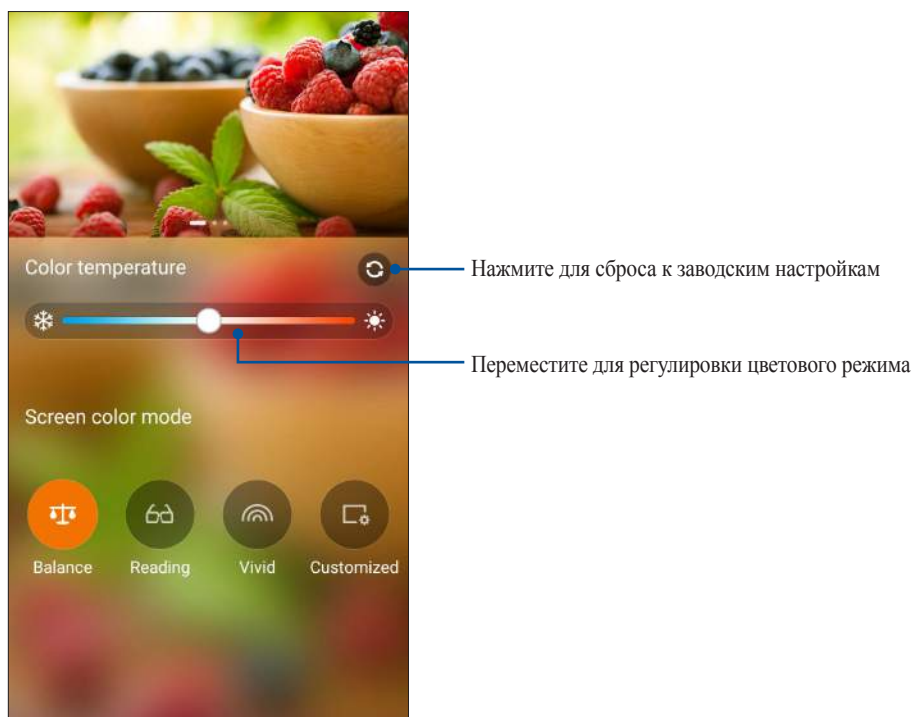 Color temperature
Нажмите для сброса к заводским настройкам
Переместите для регулировки цветового режима
Screen color mode
Balance Reading Vivid Customized